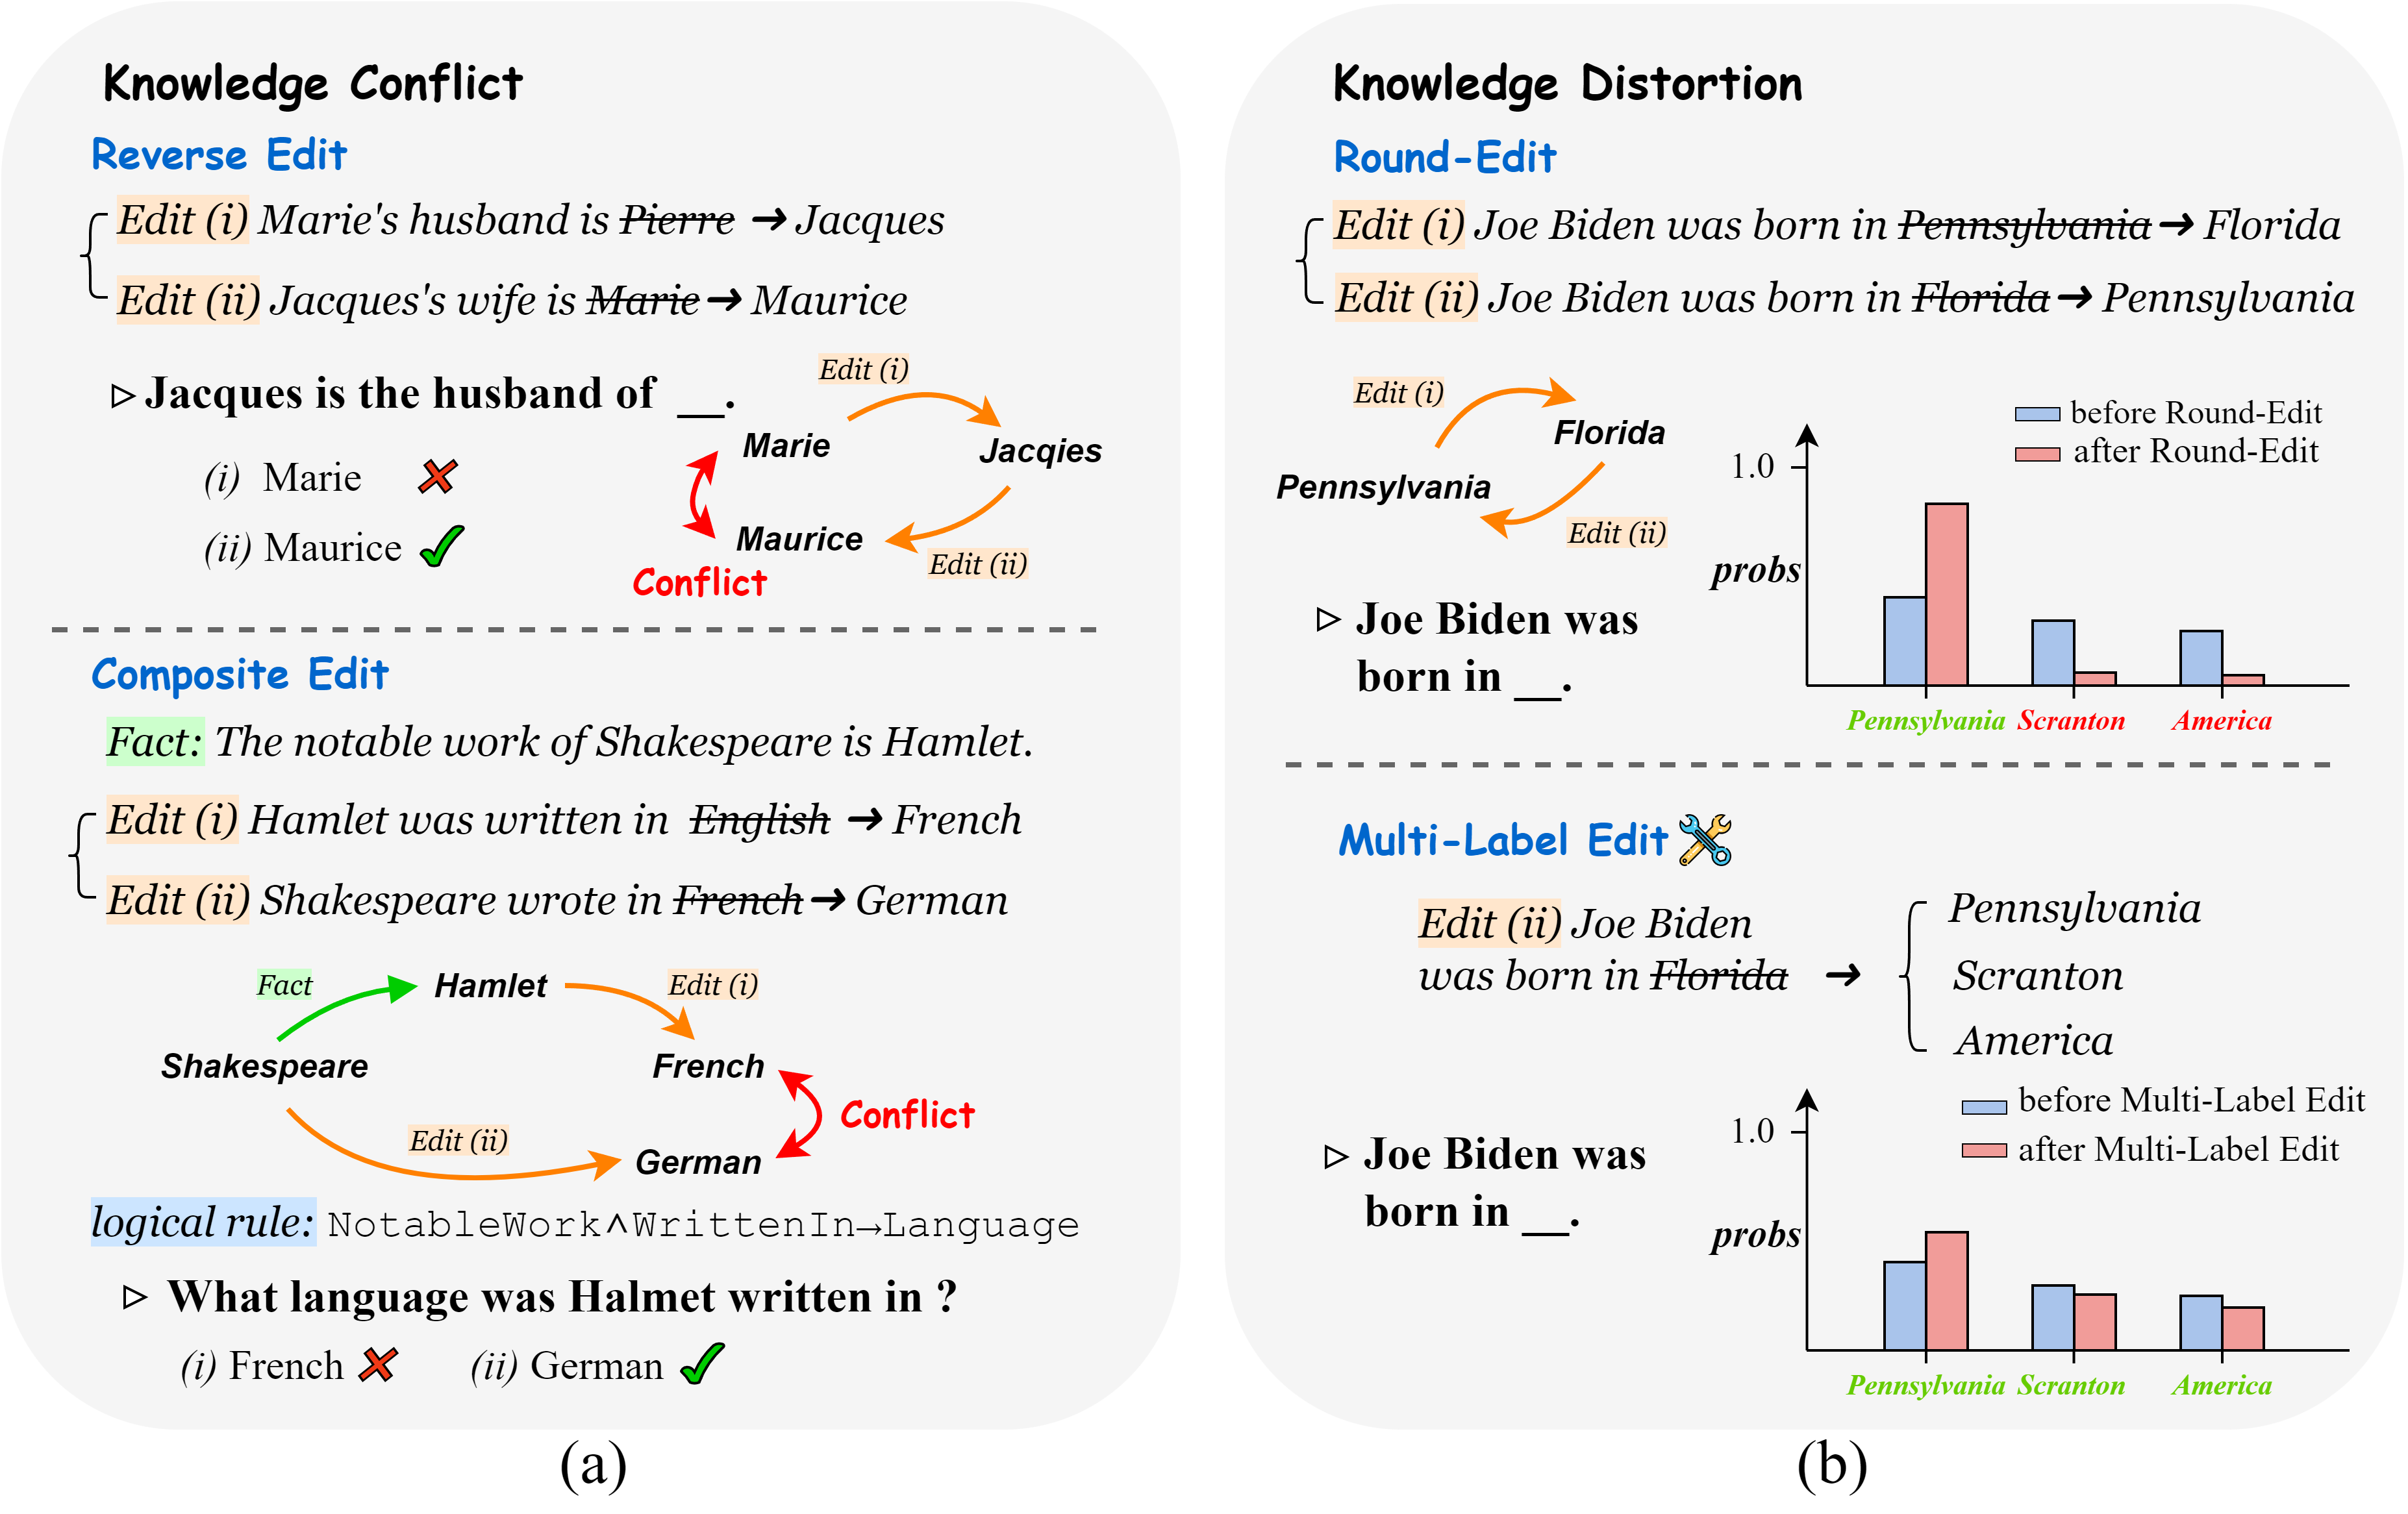 Knowledge Conflict
Reverse Edit
Edit (i) Marie's husband is Pierre → Jacques
Edit (ii) Jacques's wife is Marie → Maurice
▷ Jacques is the husband of __.
(i) Marie ✗
(ii) Maurice ✓
Edit (i)
Marie
Jacqies
Maurice
Edit (ii)
Conflict
Composite Edit
Fact: The notable work of Shakespeare is Hamlet.
Edit (i) Hamlet was written in English → French
Edit (ii) Shakespeare wrote in French → German
Fact
Hamlet
Edit (i)
Shakespeare
French
Conflict
Edit (ii)
German
logical rule: NotableWork∧WrittenIn→Language
▷ What language was Halmet written in ?
(i) French ✗ (ii) German ✓
(a)
Knowledge Distortion
Round-Edit
Edit (i) Joe Biden was born in Pennsylvania → Florida
Edit (ii) Joe Biden was born in Florida → Pennsylvania
Edit (i)
Florida
Pennsylvania
Edit (ii)
▷ Joe Biden was
born in __.
before Round-Edit
after Round-Edit
1.0
probs
Pennsylvania Scranton America
Multi-Label Edit
Edit (ii) Joe Biden
was born in Florida →
Pennsylvania
Scranton
America
▷ Joe Biden was
born in __.
before Multi-Label Edit
after Multi-Label Edit
1.0
probs
Pennsylvania Scranton America
(b)